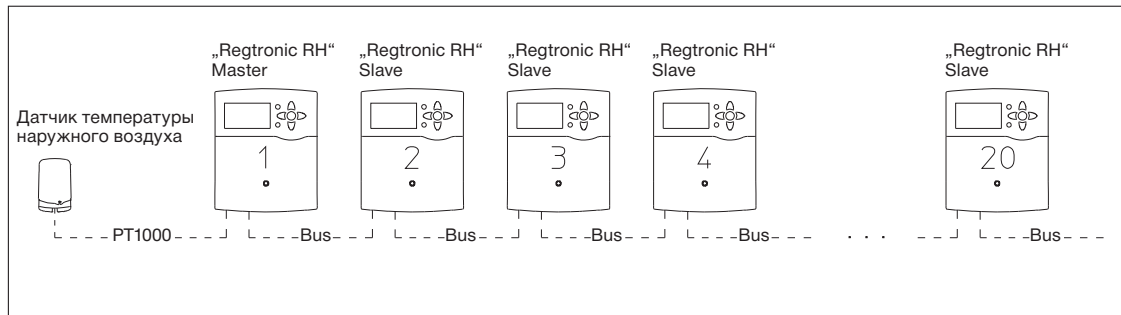 „Regtronic RH“
Master
„Regtronic RH“
Slave
„Regtronic RH“
Slave
„Regtronic RH“
Slave
„Regtronic RH“
Slave
Датчик температуры
наружного воздуха
1
2
3
4
20
PT1000
Bus
Bus
Bus
Bus
. . .
Bus